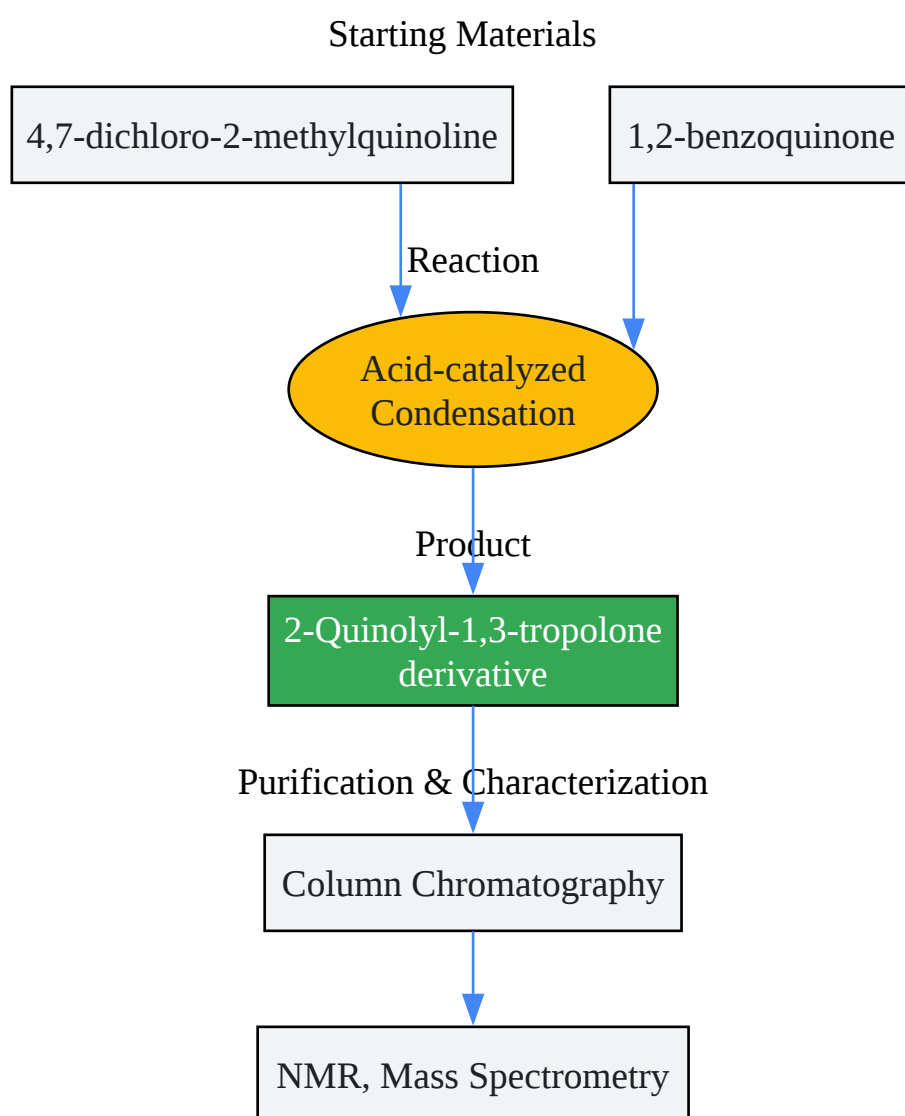 Starting Materials
4,7-dichloro-2-methylquinoline
1,2-benzoquinone
Reaction
Acid-catalyzed
Condensation
Product
2-Quinolyl-1,3-tropolone
derivative
Purification & Characterization
Column Chromatography
NMR, Mass Spectrometry